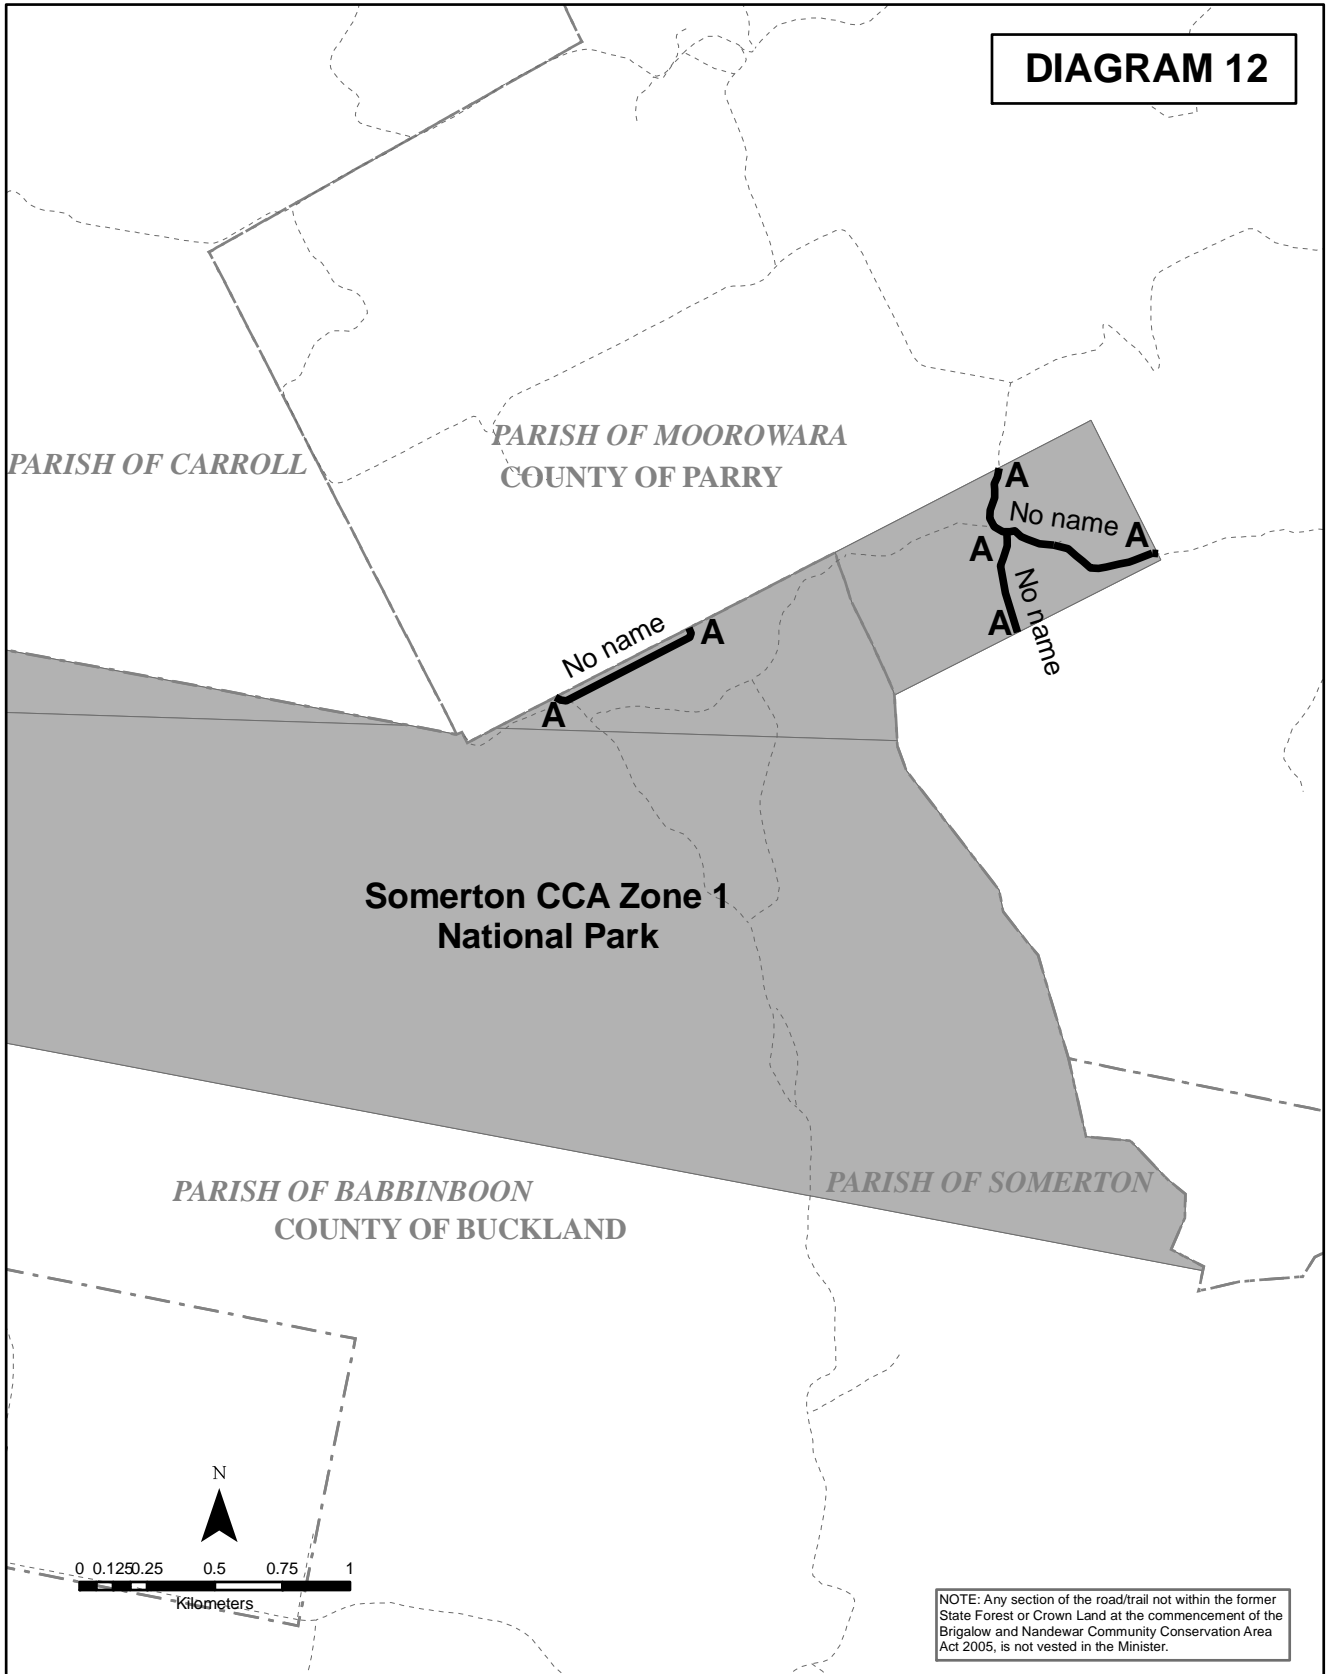 DIAGRAM 12
PARISH OF MOOROWARA
COUNTY OF PARRY
PARISH OF CARROLL
A
No name
A
A
No name
A
A
No name
A
Somerton CCA Zone 1
National Park
PARISH OF SOMERTON
PARISH OF BABBINBOON
COUNTY OF BUCKLAND
N
0 0.125 0.25 0.5 0.75 1
Kilometers
NOTE: Any section of the road/trail not within the former
State Forest or Crown Land at the commencement of the
Brigalow and Nandewar Community Conservation Area
Act 2005, is not vested in the Minister.